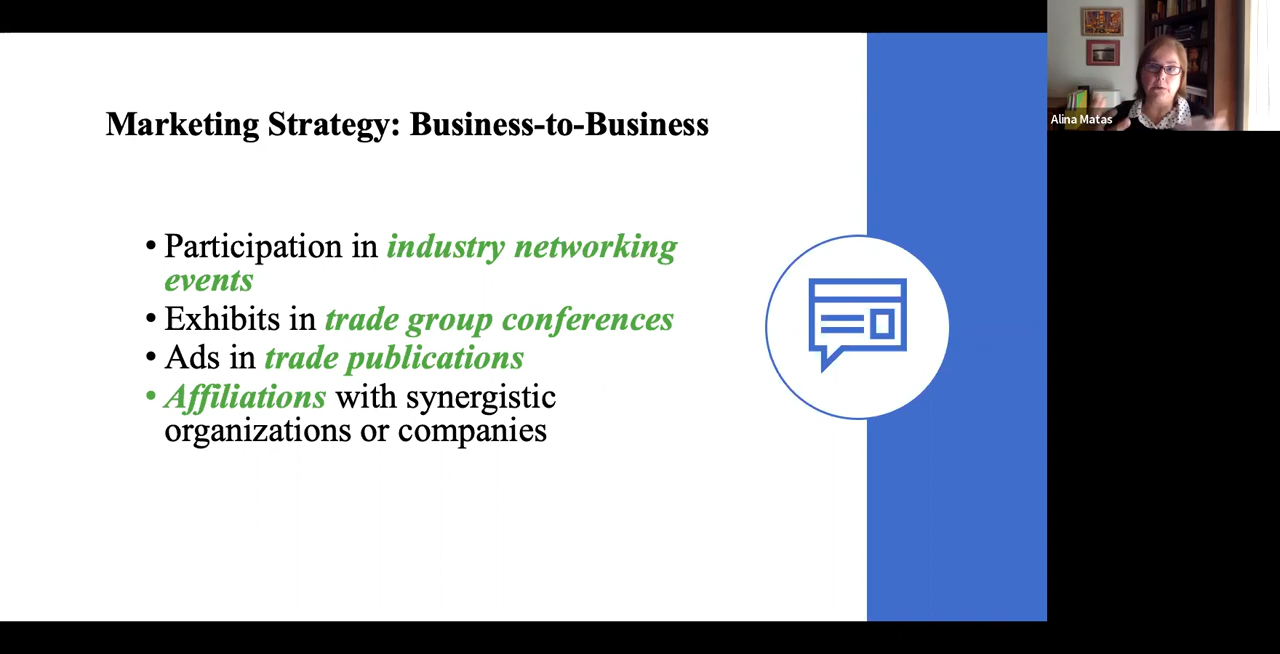 Marketing Strategy: Business-to-Business
• Participation in industry networking
events
• Exhibits in trade group conferences
• Ads in trade publications
• Affiliations with synergistic
organizations or companies
Alina Matas